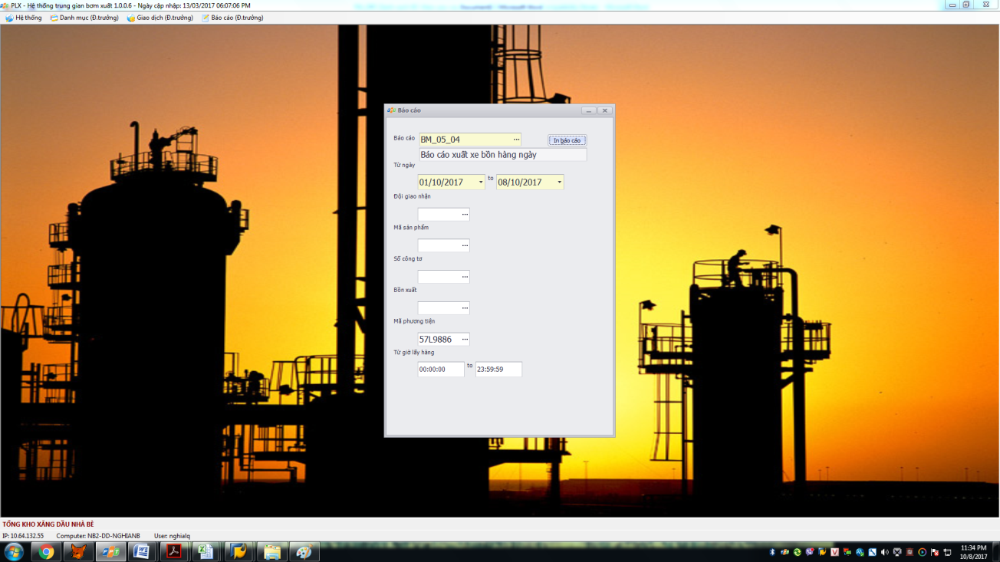 PLX - Hệ thống trung gian bơm xuất 1.0.0.6 - Ngày cập nhập: 13/03/2017 06:07:06 PM
Hệ thống Danh mục (Đ.trưởng) Giao dịch (Đ.trưởng) Báo cáo (Đ.trưởng)
Báo cáo
Báo cáo BM_05_04 ... In báo cáo
Báo cáo xuất xe bồn hàng ngày
Từ ngày
01/10/2017 to 08/10/2017
Đội giao nhận
...
Mã sản phẩm
...
Số công tơ
...
Bồn xuất
...
Mã phương tiện
57L9886 ...
Từ giờ lấy hàng
00:00:00 to 23:59:59
TỔNG KHO XĂNG DẦU NHÀ BÈ
IP: 10.64.132.55 Computer: NB2-DD-NGHIANB User: nghialq
11:34 PM
10/8/2017